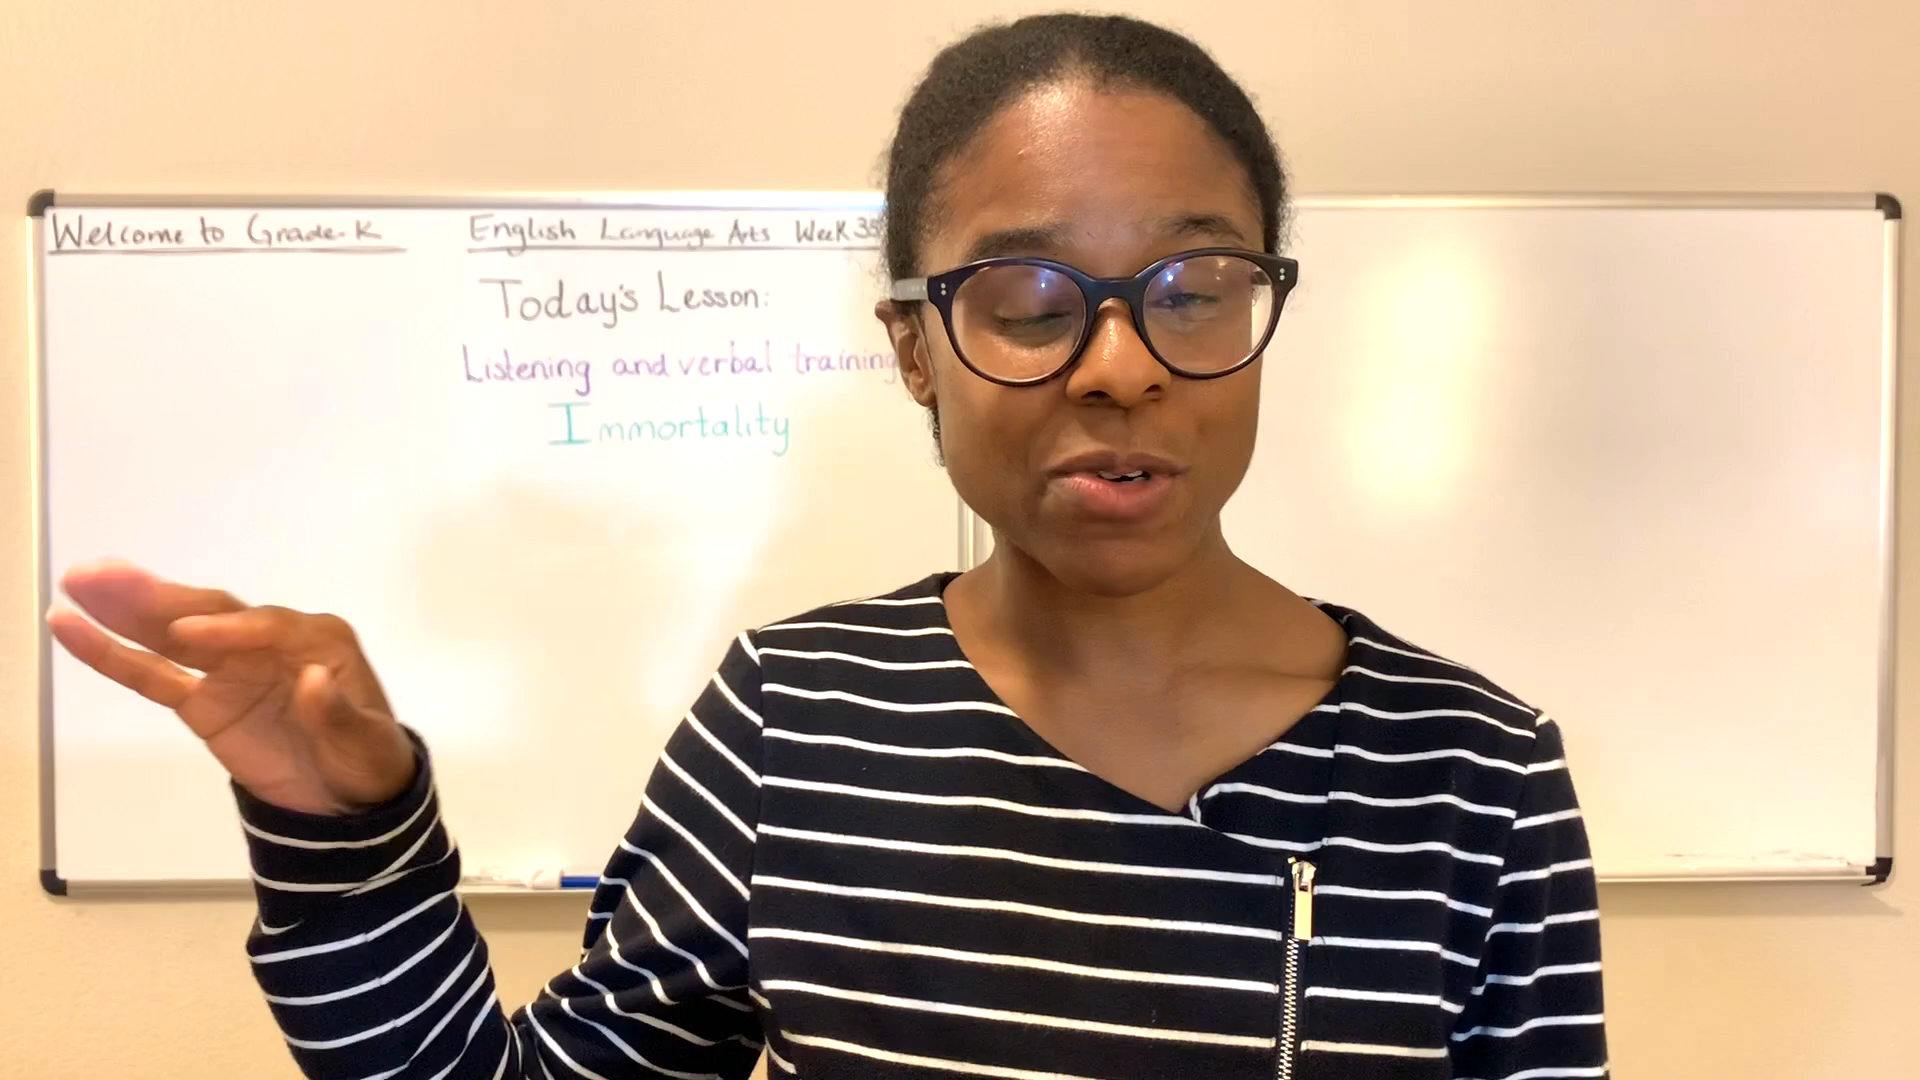 Welcome to Grade-K
English Language Arts Week 35
Today's Lesson:
Listening and verbal training
Immortality